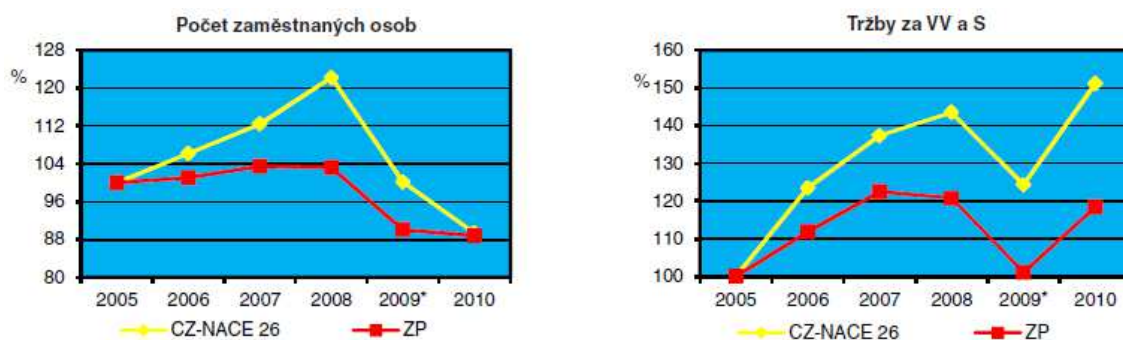 Počet zaměstnaných osob
128
%
120
112
104
96
88
80
2005 2006 2007 2008 2009* 2010
CZ-NACE 26 ZP
Tržby za VV a S
160
%
150
140
130
120
110
100
2005 2006 2007 2008 2009* 2010
CZ-NACE 26 ZP